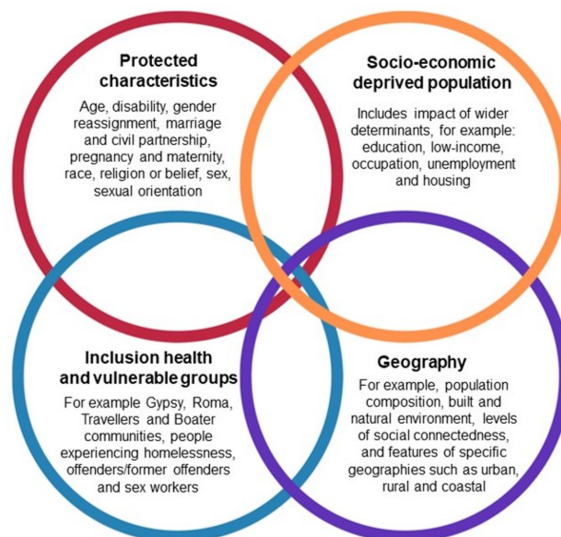 Protected
characteristics
Age, disability, gender
reassignment, marriage
and civil partnership,
pregnancy and maternity,
race, religion or belief, sex,
sexual orientation
Socio-economic
deprived population
Includes impact of wider
determinants, for example:
education, low-income,
occupation, unemployment
and housing
Inclusion health
and vulnerable groups
For example Gypsy, Roma,
Travellers and Boater
communities, people
experiencing homelessness,
offenders/former offenders
and sex workers
Geography
For example, population
composition, built and
natural environment, levels
of social connectedness,
and features of specific
geographies such as urban,
rural and coastal